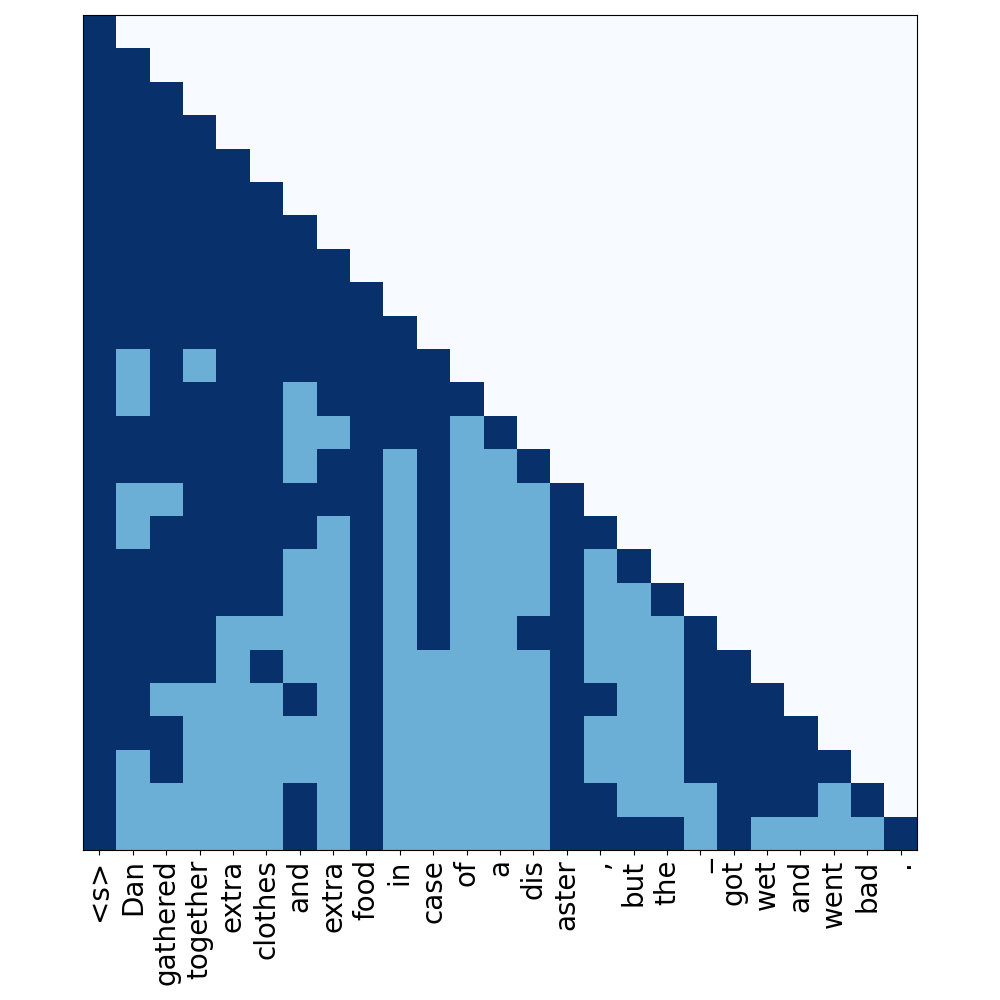 <s> Dan gathered together extra clothes and extra food in case of a dis aster , but the _ got wet and went bad .